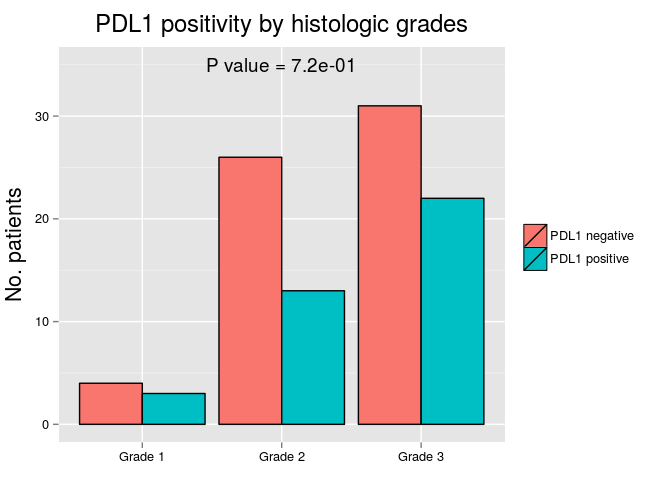 PDL1 positivity by histologic grades
P value = 7.2e-01
No. patients
30
20
10
0
Grade 1 Grade 2 Grade 3
PDL1 negative
PDL1 positive